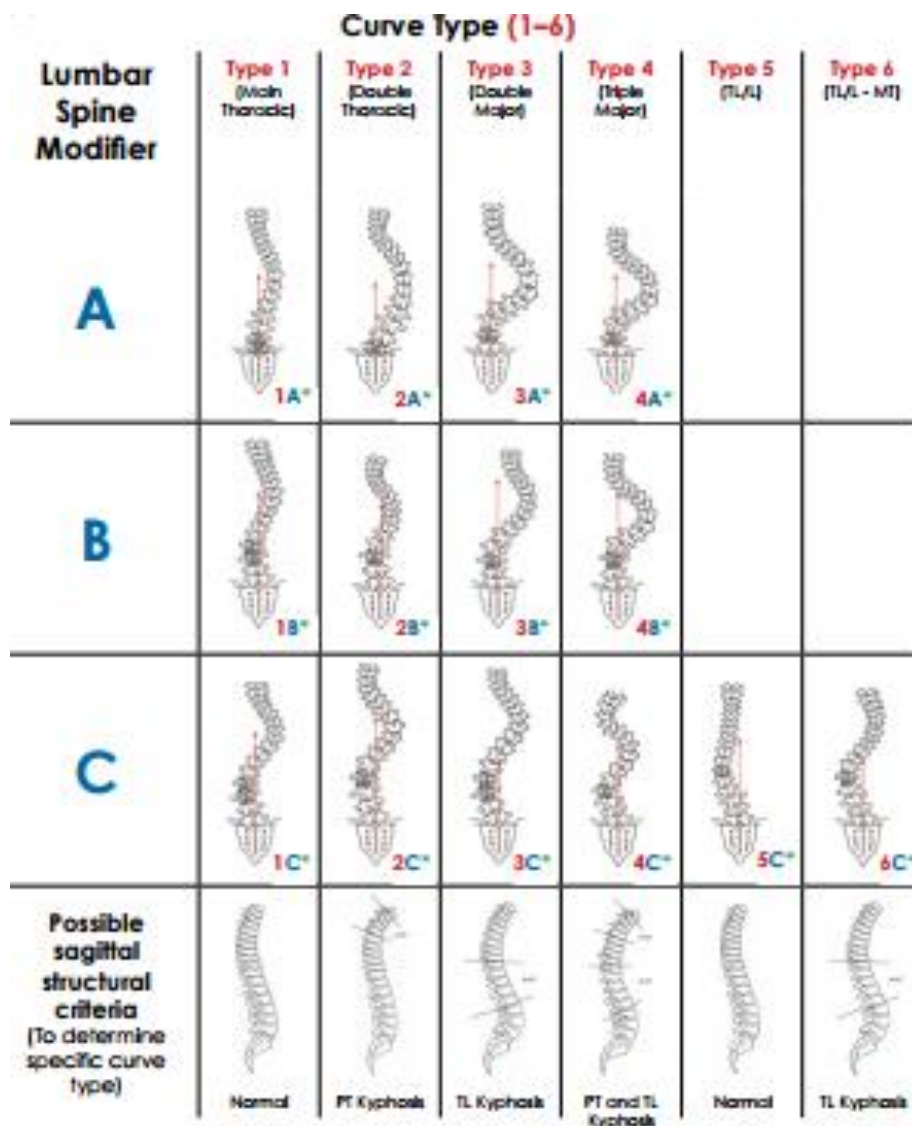 Curve Type (1–6)
Lumbar
Spine
Modifier
Type 1
(Main
Thoracic)
Type 2
(Double
Thoracic)
Type 3
(Double
Major)
Type 4
(Triple
Major)
Type 5
(TL/L)
Type 6
(TL/L - MT)
A
1A*
2A*
3A*
4A*
B
1B*
2B*
3B*
4B*
C
1C*
2C*
3C*
4C*
5C*
6C*
Possible
sagittal
structural
criteria
(To determine
specific curve
type)
Normal
PT Kyphosis
TL Kyphosis
PT and TL
Kyphosis
Normal
TL Kyphosis